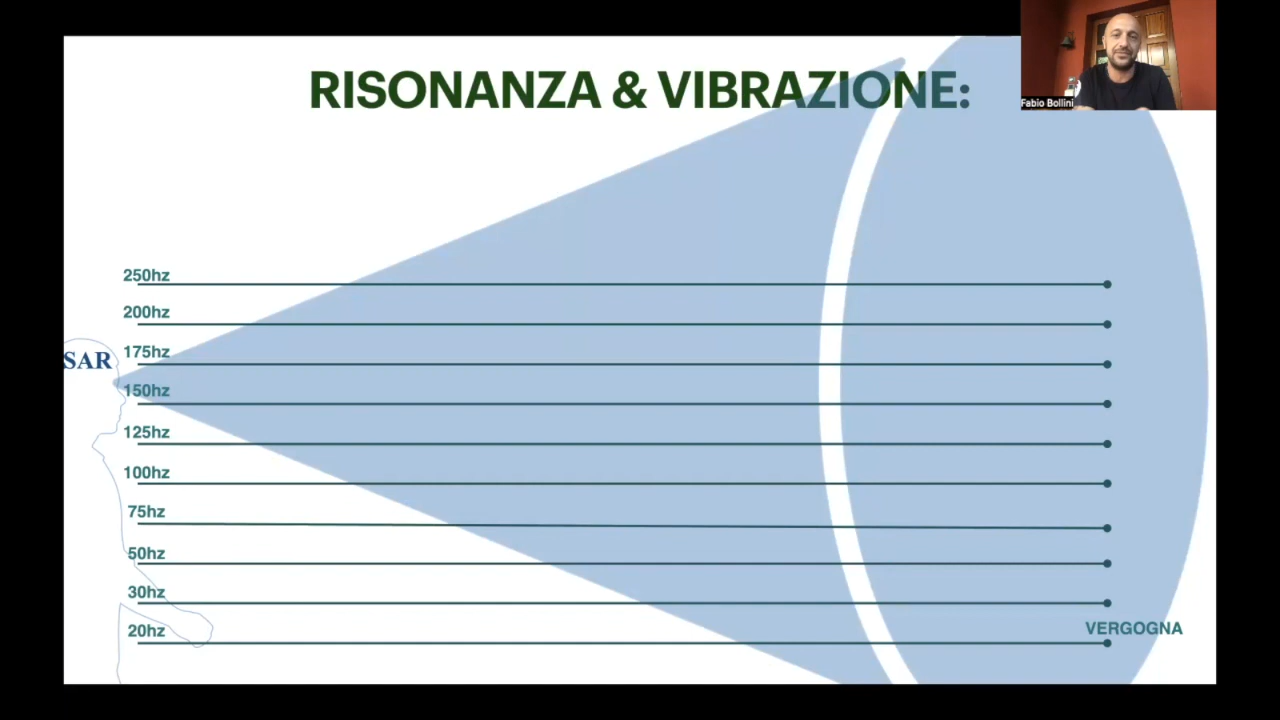 RISONANZA & VIBRAZIONE:
Fabio Bollini
250hz
200hz
175hz
SAR
150hz
125hz
100hz
75hz
50hz
30hz
20hz
VERGOGNA